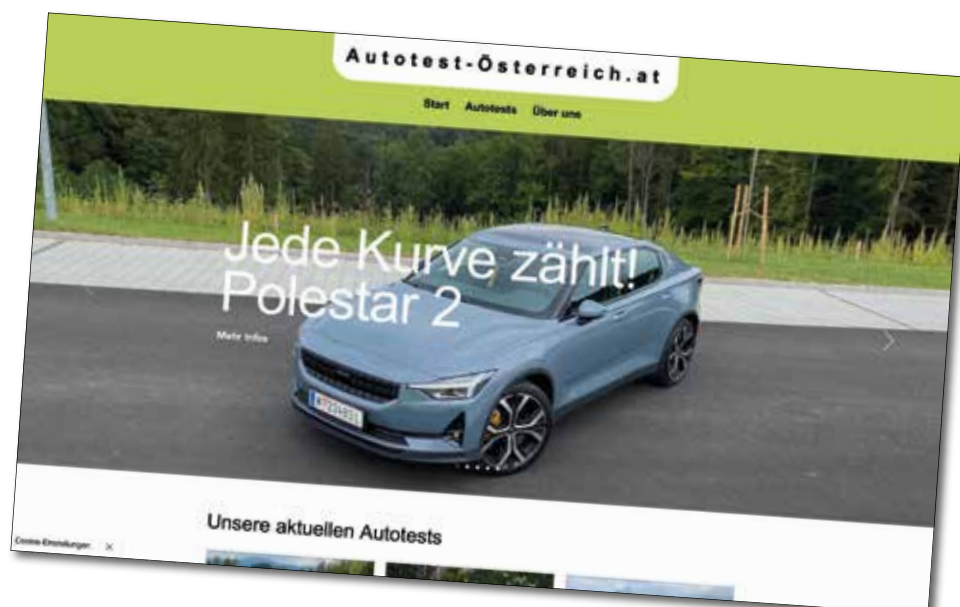 Autotest-Österreich.at
Start Autotests Über uns
Jede Kurve zählt!
Polestar 2
Mehr Infos
Unsere aktuellen Autotests
Cookie-Einstellungen